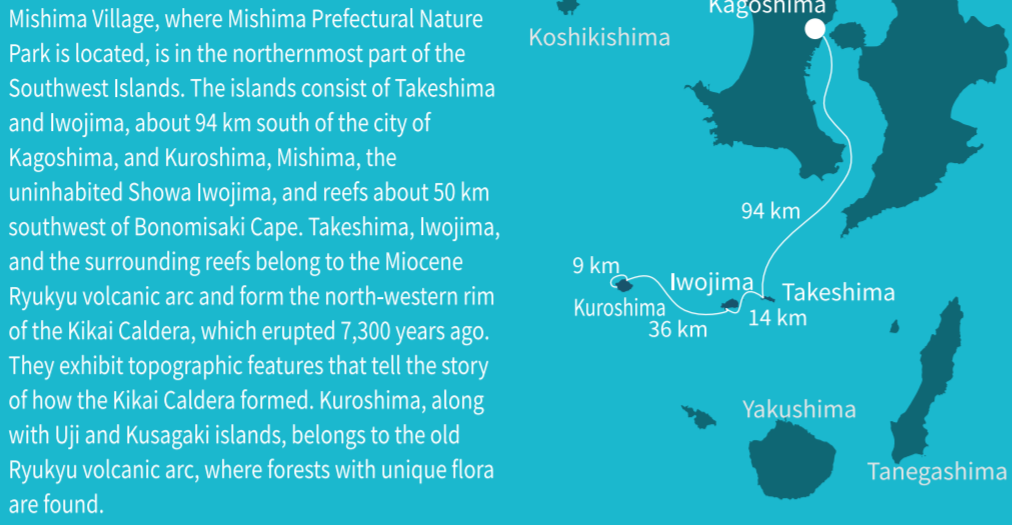 Mishima Village, where Mishima Prefectural Nature
Park is located, is in the northernmost part of the
Southwest Islands. The islands consist of Takeshima
and Iwojima, about 94 km south of the city of
Kagoshima, and Kuroshima, Mishima, the
uninhabited Showa Iwojima, and reefs about 50 km
southwest of Bonomisaki Cape. Takeshima, Iwojima,
and the surrounding reefs belong to the Miocene
Ryukyu volcanic arc and form the north-western rim
of the Kikai Caldera, which erupted 7,300 years ago.
They exhibit topographic features that tell the story
of how the Kikai Caldera formed. Kuroshima, along
with Uji and Kusagaki islands, belongs to the old
Ryukyu volcanic arc, where forests with unique flora
are found.
Kagoshima
Koshikishima
94 km
9 km
Iwojima
Takeshima
Kuroshima
14 km
36 km
Yakushima
Tanegashima